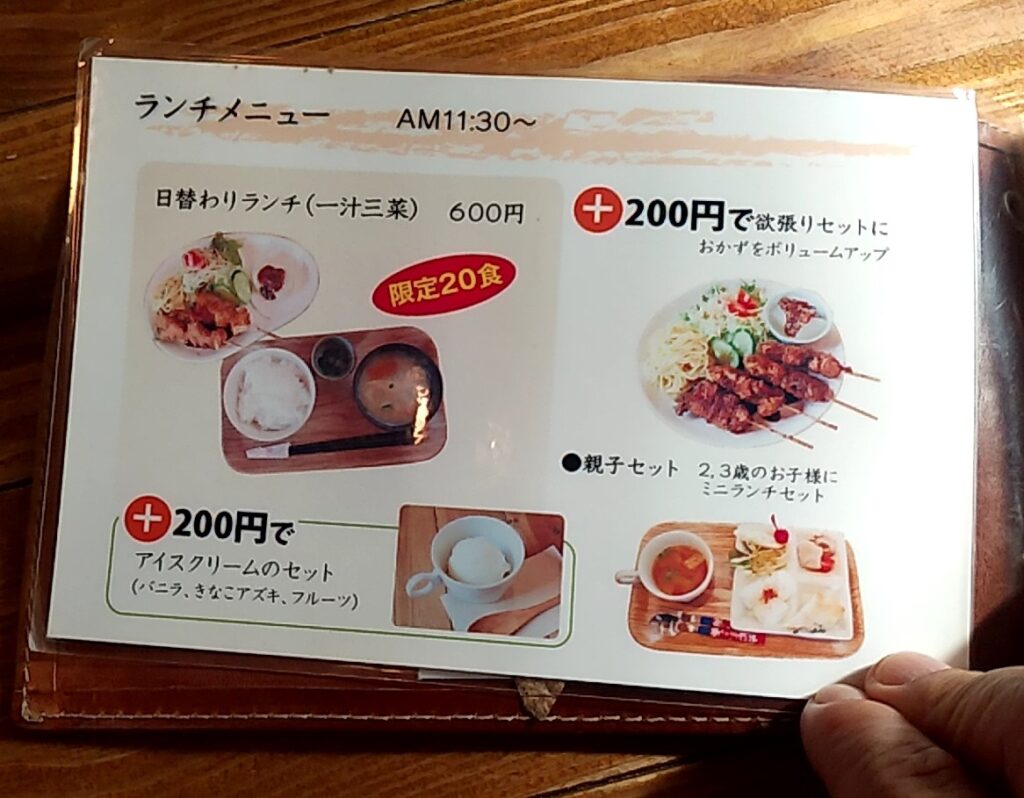 ランチメニュー AM11:30～
日替わりランチ(一汁三菜) 600円
限定20食
+200円で欲張りセットに
おかずをボリュームアップ
●親子セット 2,3歳のお子様に
ミニランチセット
+200円で
アイスクリームのセット
(バニラ、きなこアズキ、フルーツ)